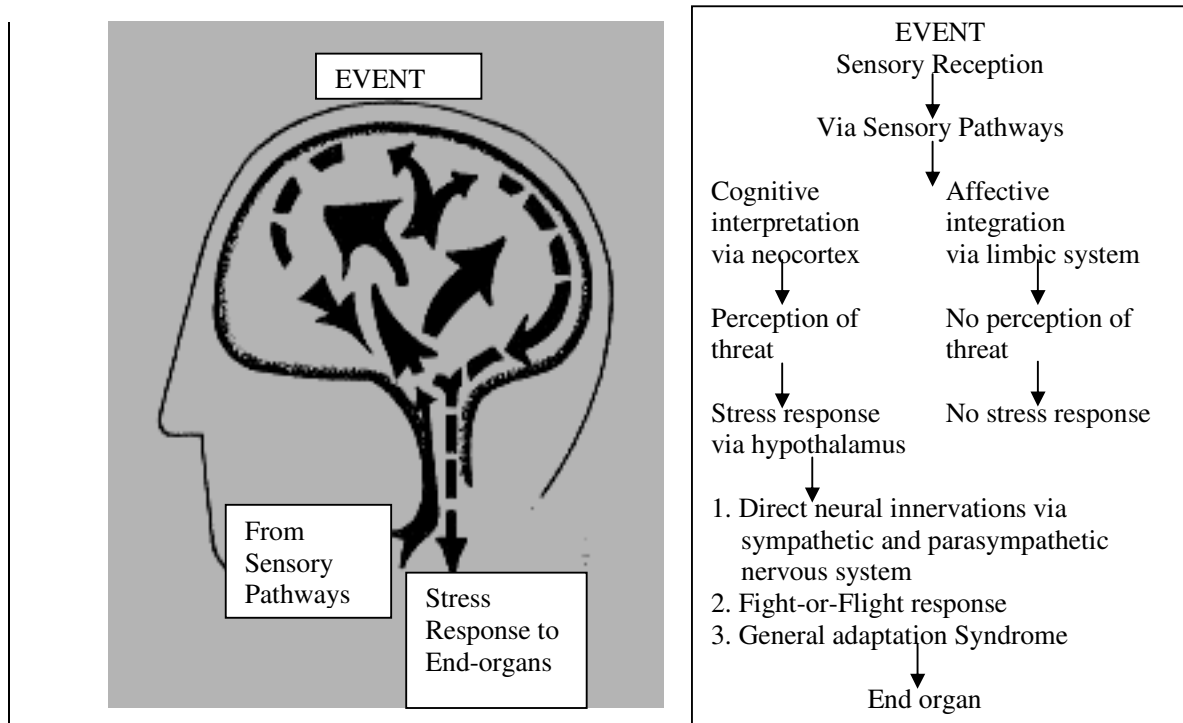 EVENT
From
Sensory
Pathways
Stress
Response to
End-organs
EVENT
Sensory Reception
Via Sensory Pathways
Cognitive
interpretation
via neocortex
Affective
integration
via limbic system
Perception of
threat
No perception of
threat
Stress response
via hypothalamus
No stress response
1. Direct neural innervations via
sympathetic and parasympathetic
nervous system
2. Fight-or-Flight response
3. General adaptation Syndrome
End organ